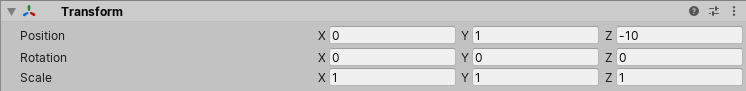 Transform
Position X 0 Y 1 Z -10
Rotation X 0 Y 0 Z 0
Scale X 1 Y 1 Z 1